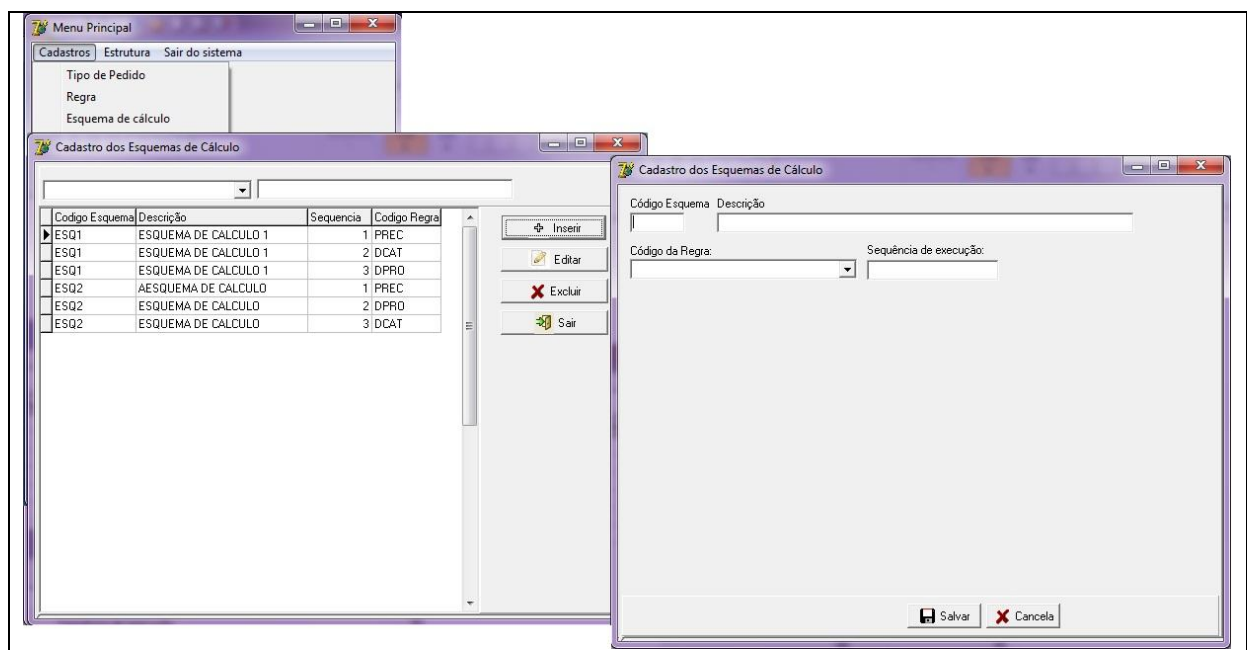 Menu Principal
Cadastros Estrutura Sair do sistema
Tipo de Pedido
Regra
Esquema de cálculo
Cadastro dos Esquemas de Cálculo
Codigo Esquema Descrição Sequencia Codigo Regra
ESQ1 ESQUEMA DE CALCULO 1 1 PREC
ESQ1 ESQUEMA DE CALCULO 1 2 DCAT
ESQ1 ESQUEMA DE CALCULO 1 3 DPRO
ESQ2 AESQUEMA DE CALCULO 1 PREC
ESQ2 ESQUEMA DE CALCULO 2 DPRO
ESQ2 ESQUEMA DE CALCULO 3 DCAT
Inserir
Editar
Excluir
Sair
Cadastro dos Esquemas de Cálculo
Código Esquema Descrição
Código da Regra: Sequência de execução:
Salvar Cancela